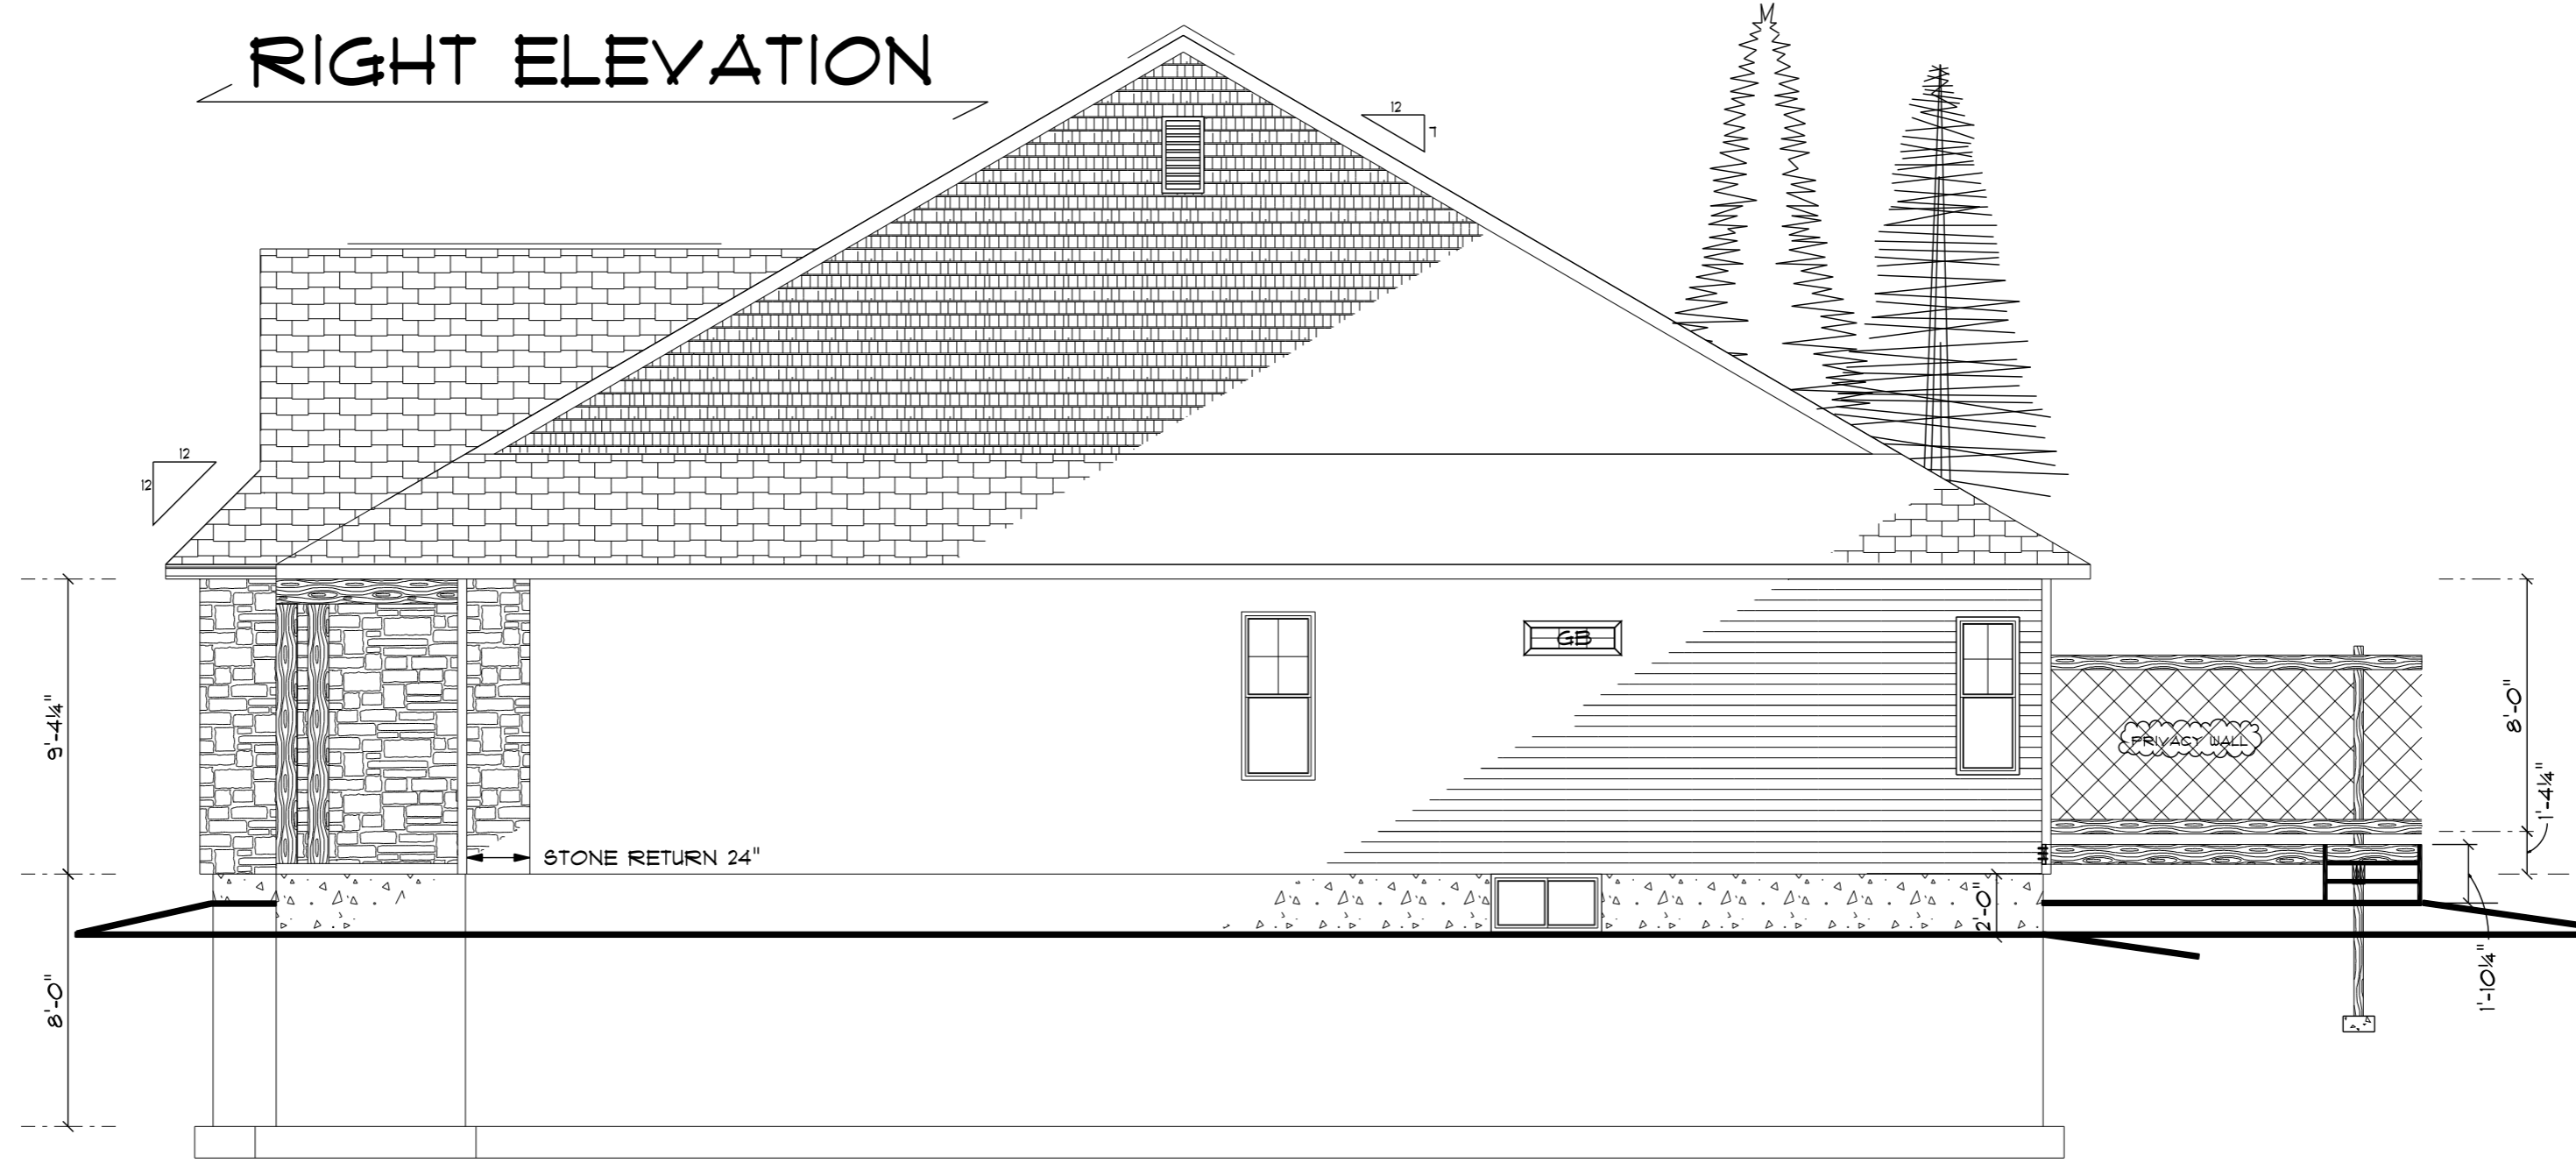 RIGHT ELEVATION
12
7
12
12
GB
9'-4¼"
8'-0"
PRIVACY WALL
1'-4¼"
STONE RETURN 24"
2'-0"
8'-0"
1'-10¼"